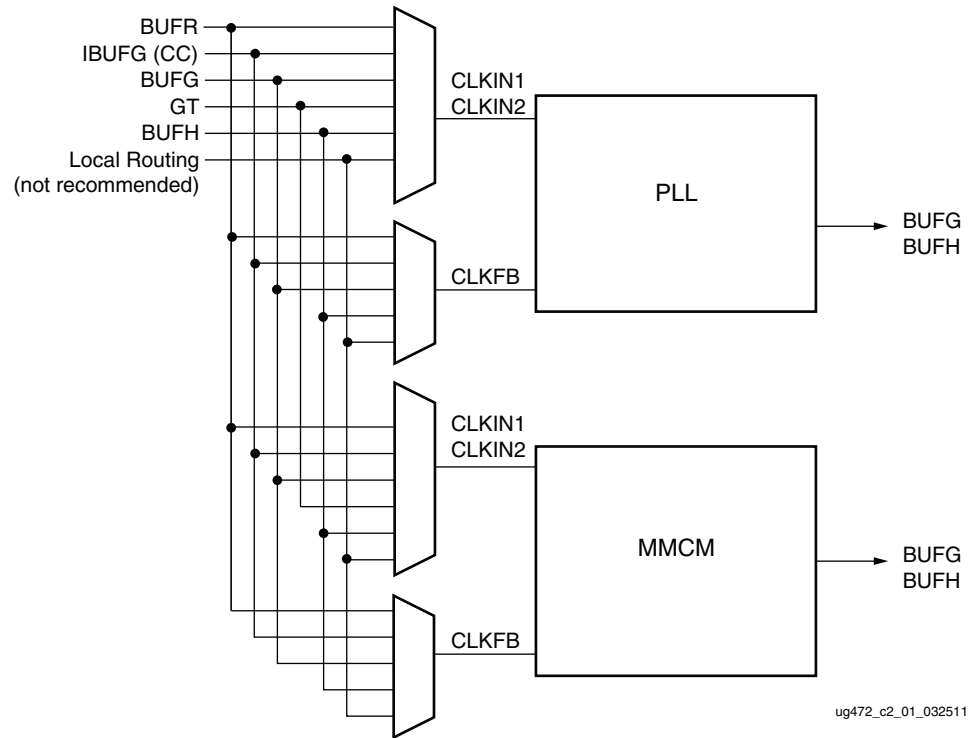 BUFR
IBUFG (CC)
BUFG
GT
BUFH
Local Routing
(not recommended)
CLKIN1
CLKIN2
PLL
BUFG
BUFH
CLKFB
CLKIN1
CLKIN2
MMCM
BUFG
BUFH
CLKFB
ug472_c2_01_032511